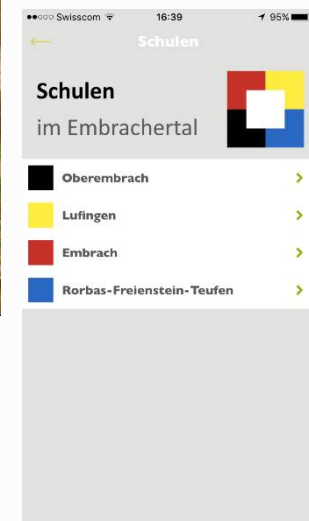 Swisscom 16:39 95%
Schulen
Schulen
im Embrachertal
Oberembrach
Lufingen
Embrach
Rorbas-Freienstein-Teufen